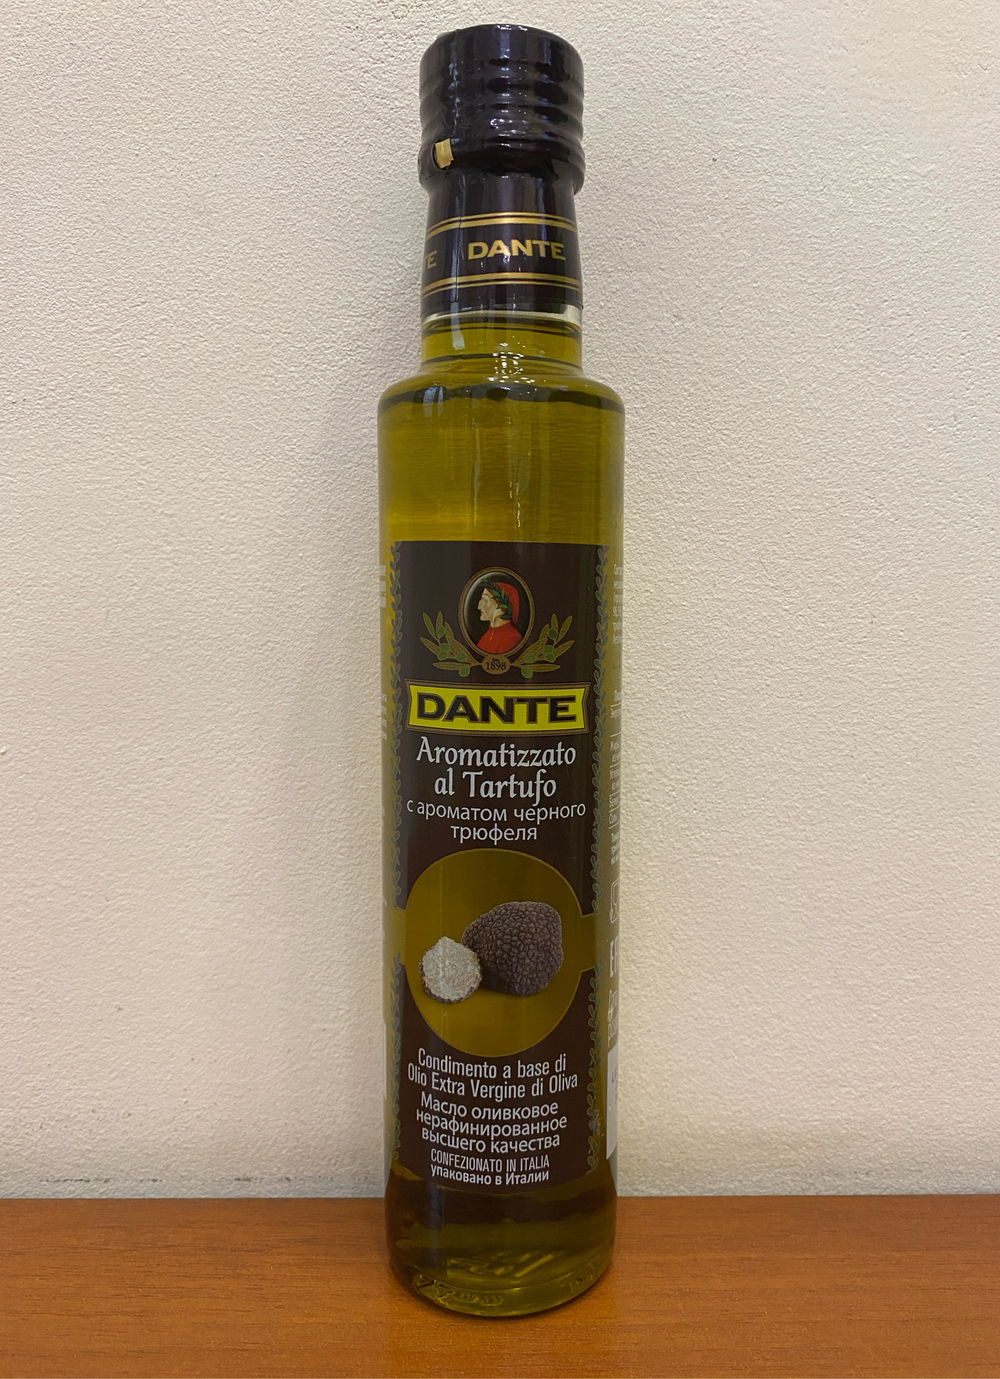 DANTE
1898
DANTE
Aromatizzato
al Tartufo
с ароматом черного
трюфеля
Condimento a base di
Olio Extra Vergine di Oliva
Масло оливковое
нерафинированное
высшего качества
CONFEZIONATO IN ITALIA
упаковано в Италии